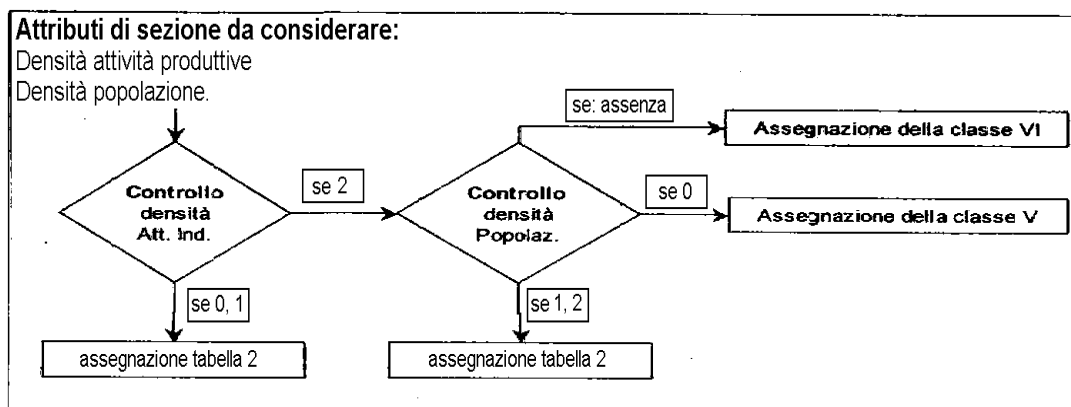 Attributi di sezione da considerare:
Densità attività produttive
Densità popolazione.
se: assenza
Assegnazione della classe VI
Controllo
densità
Att. Ind.
se 2
Controllo
densità
Popolaz.
se 0
Assegnazione della classe V
se 0, 1
se 1, 2
assegnazione tabella 2
assegnazione tabella 2